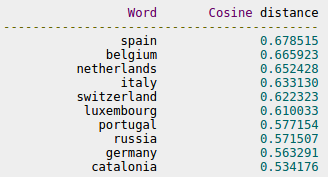 Word Cosine distance
-------------------------------------------
spain 0.678515
belgium 0.665923
netherlands 0.652428
italy 0.633130
switzerland 0.622323
luxembourg 0.610033
portugal 0.577154
russia 0.571507
germany 0.563291
catalonia 0.534176